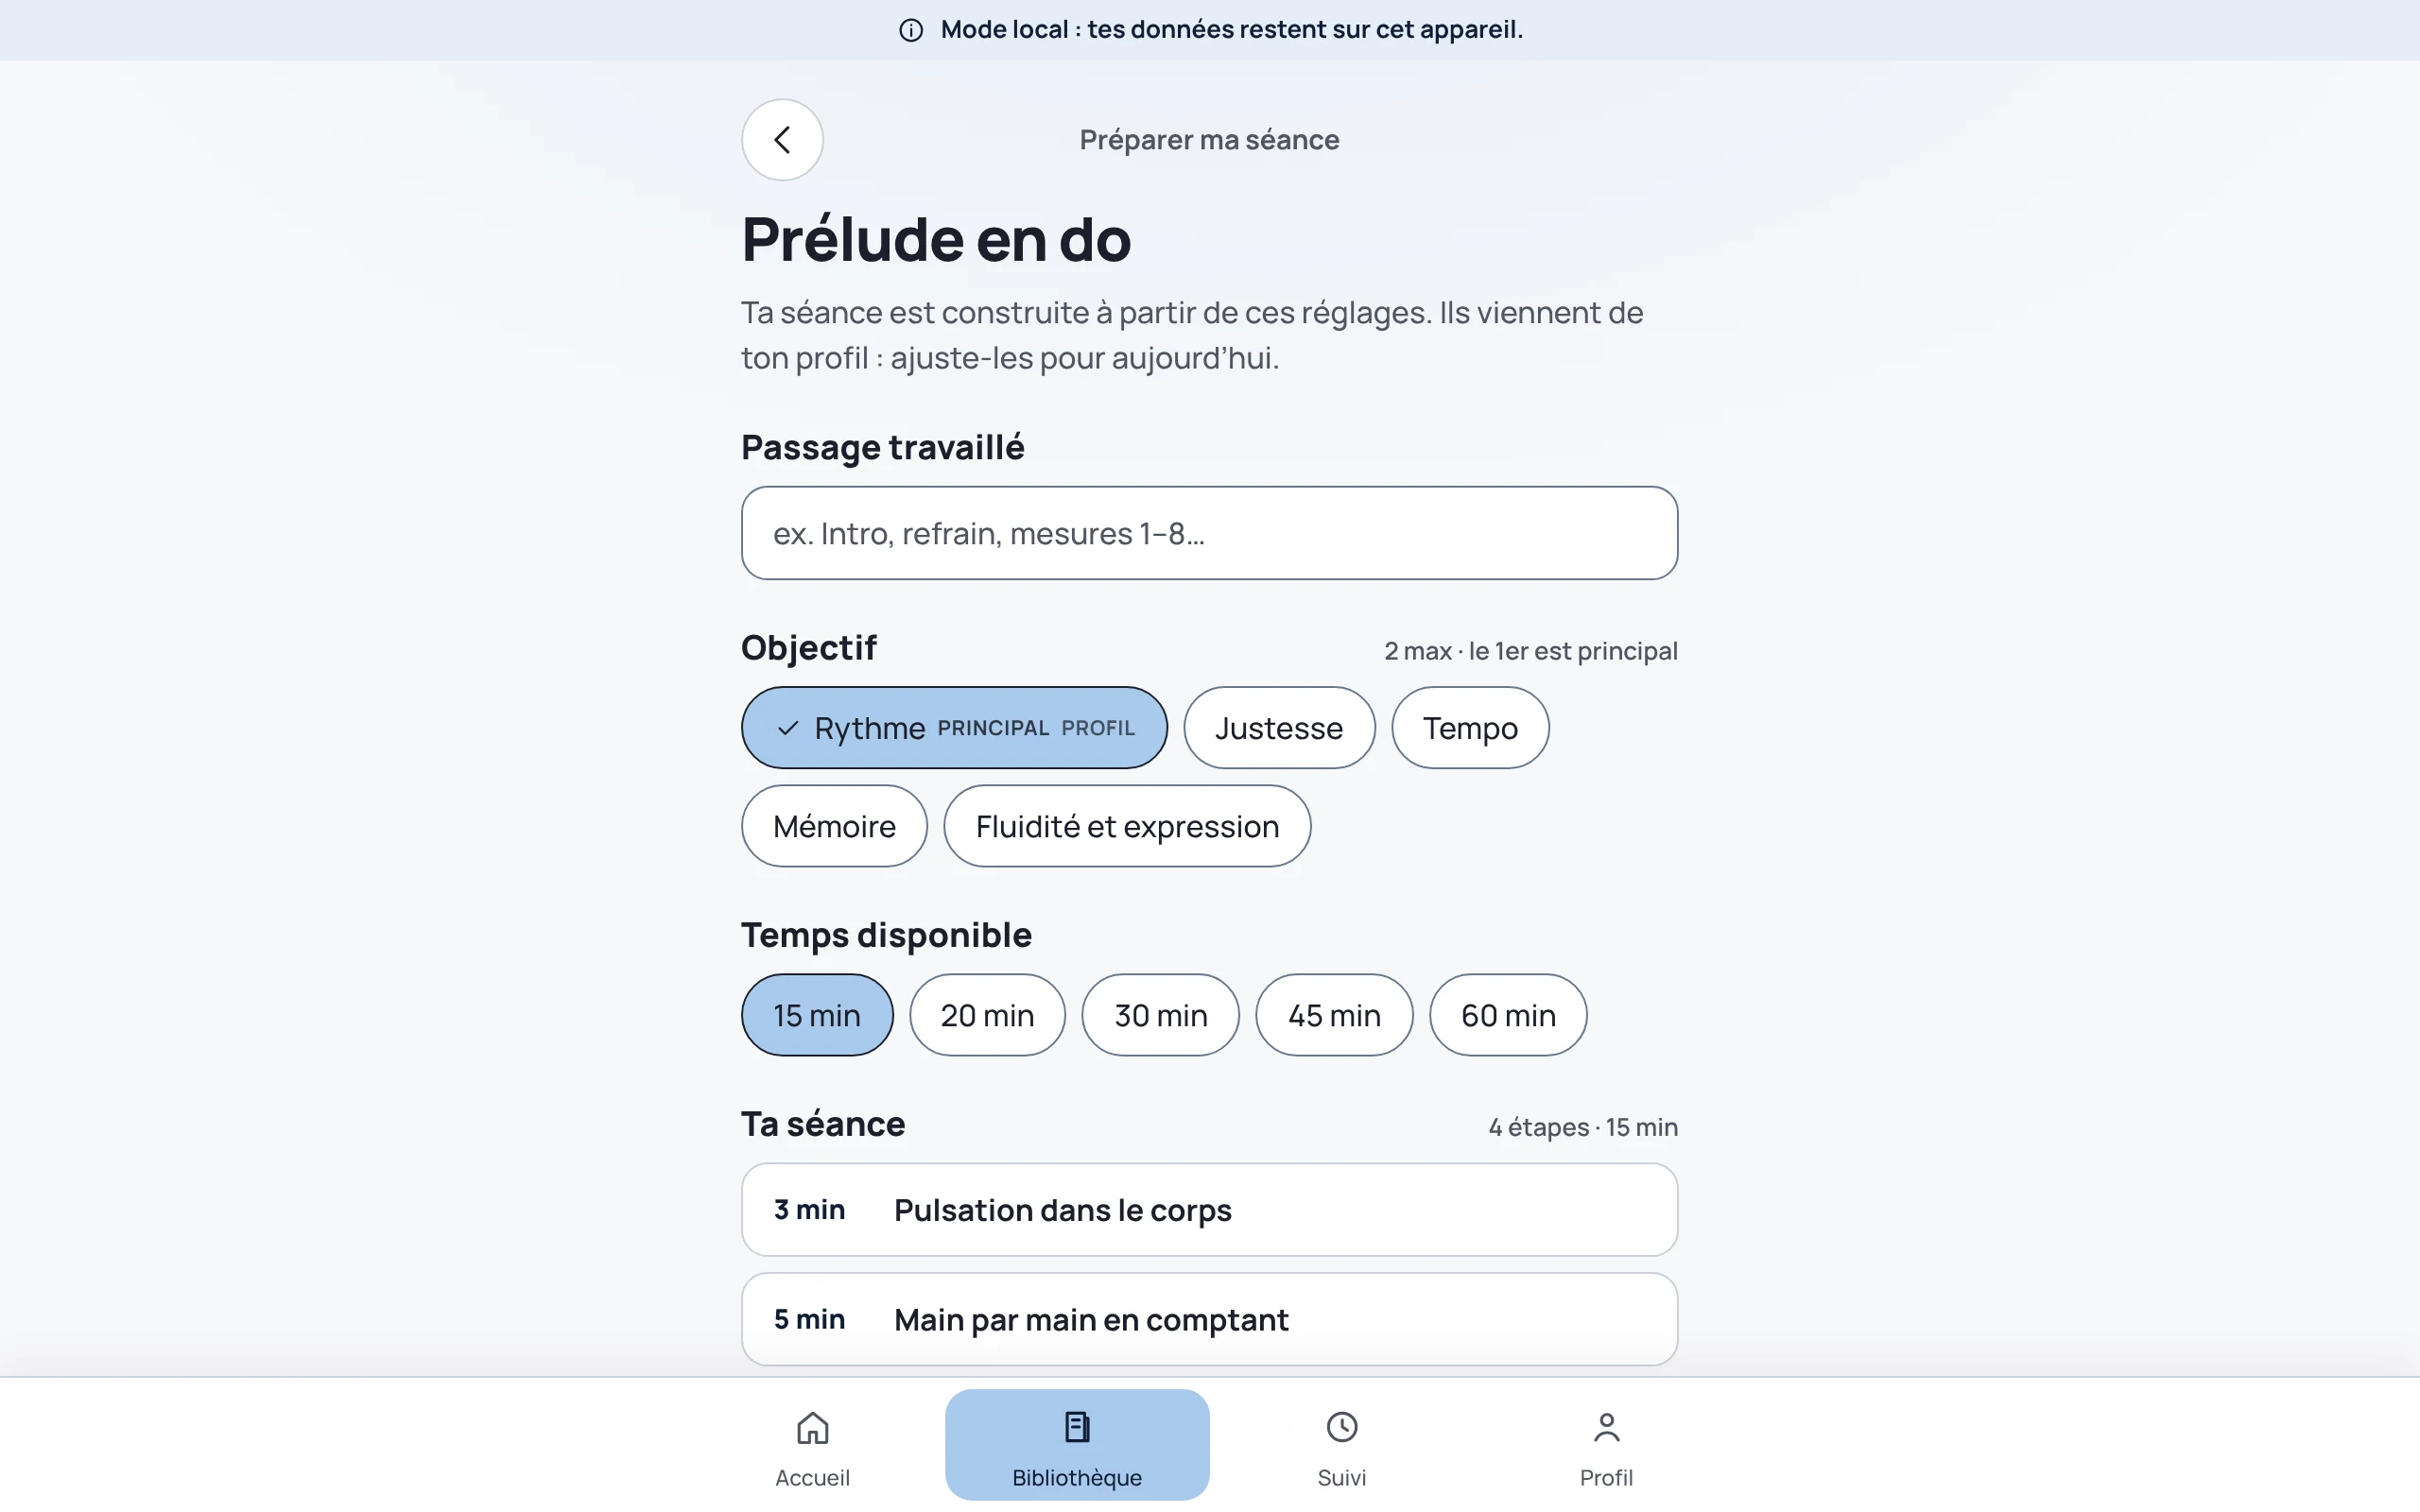 Mode local : tes données restent sur cet appareil.
Préparer ma séance
Prélude en do
Ta séance est construite à partir de ces réglages. Ils viennent de
ton profil : ajuste-les pour aujourd’hui.
Passage travaillé
ex. Intro, refrain, mesures 1–8…
Objectif
2 max · le 1er est principal
Rythme PRINCIPAL PROFIL
Justesse
Tempo
Mémoire
Fluidité et expression
Temps disponible
15 min
20 min
30 min
45 min
60 min
Ta séance
4 étapes · 15 min
3 min Pulsation dans le corps
5 min Main par main en comptant
Accueil
Bibliothèque
Suivi
Profil